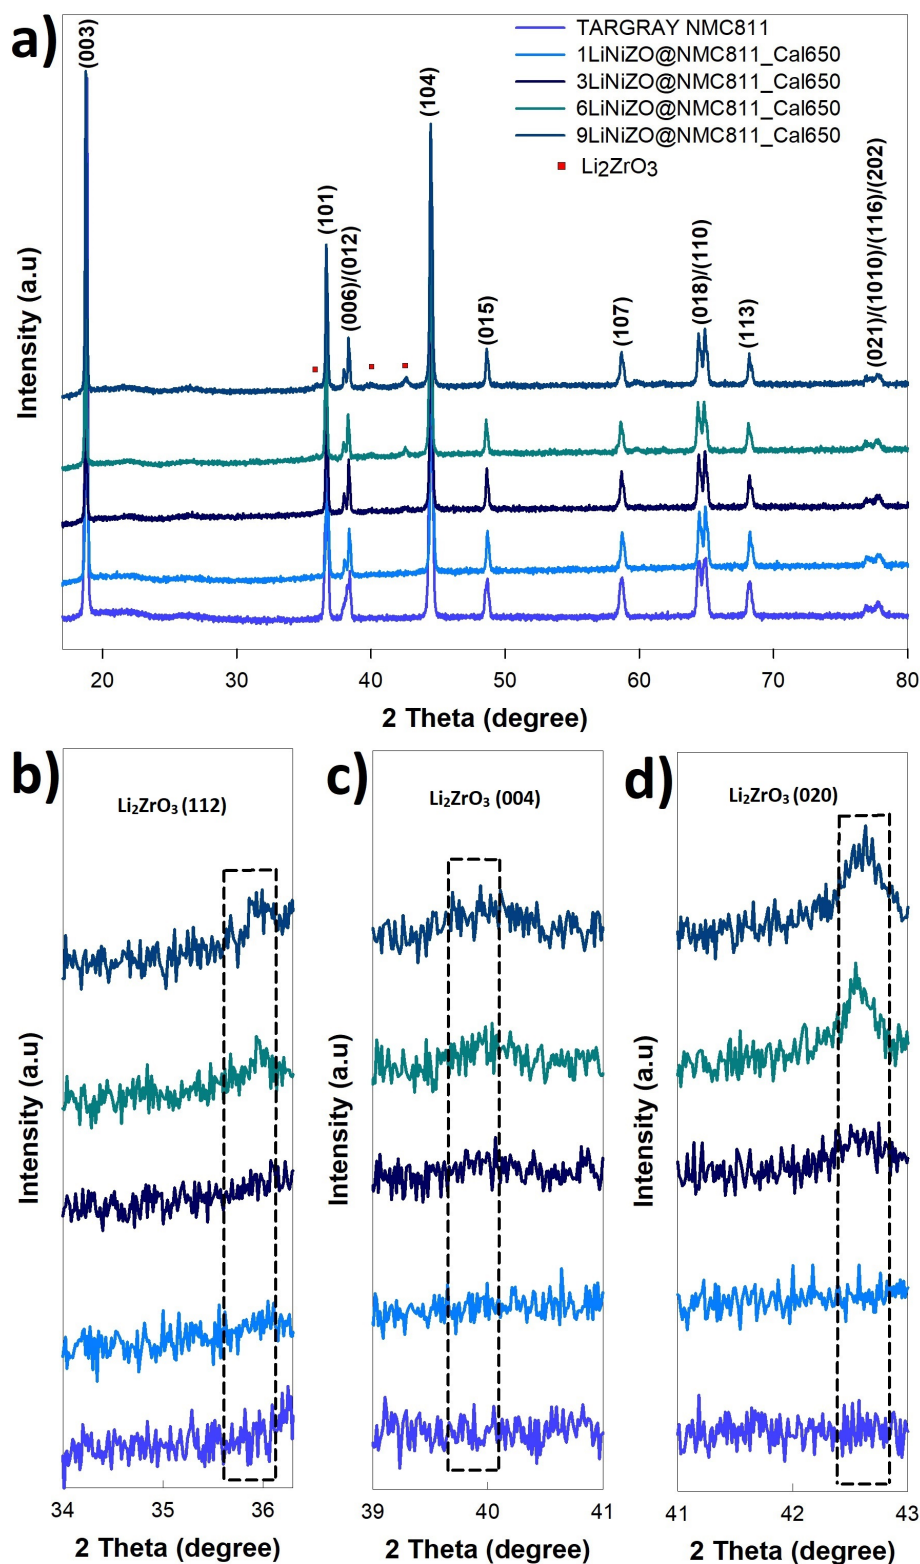 a)
TARGRAY NMC811
1LiNiZO@NMC811_Cal650
3LiNiZO@NMC811_Cal650
6LiNiZO@NMC811_Cal650
9LiNiZO@NMC811_Cal650
Li2ZrO3
(003)
(101)
(006)/(012)
(104)
(015)
(107)
(018)/(110)
(113)
(021)/(1010)/(116)/(202)
Intensity (a.u)
20 30 40 50 60 70 80
2 Theta (degree)
b)
Li₂ZrO₃ (112)
Intensity (a.u)
34 35 36
2 Theta (degree)
c)
Li₂ZrO₃ (004)
Intensity (a.u)
39 40 41
2 Theta (degree)
d)
Li₂ZrO₃ (020)
Intensity (a.u)
41 42 43
2 Theta (degree)